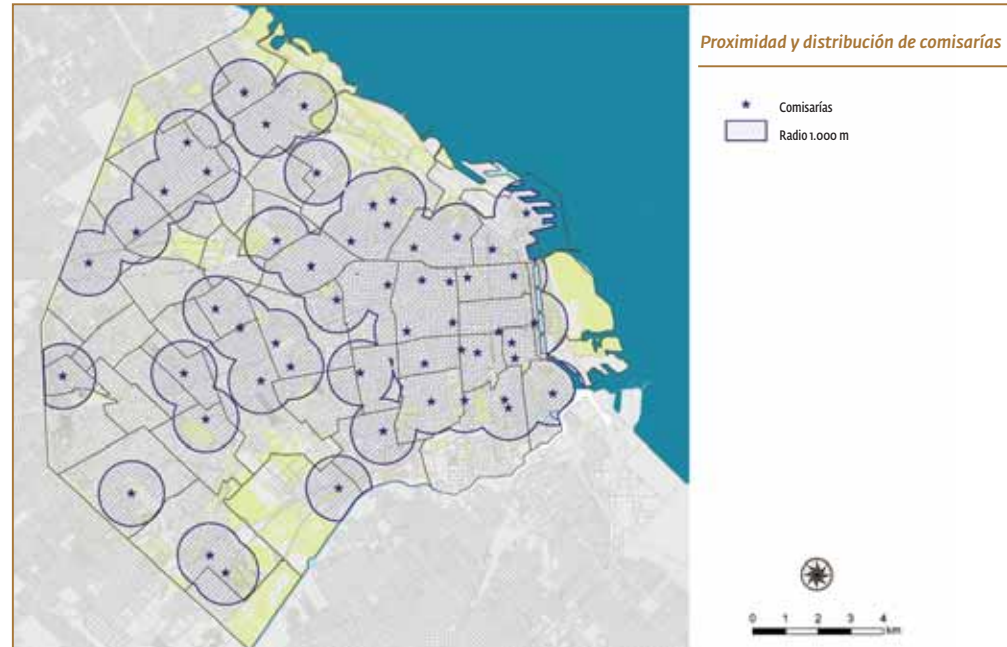 Proximidad y distribución de comisarías
Comisarías
Radio 1.000 m
0 1 2 3 4
km